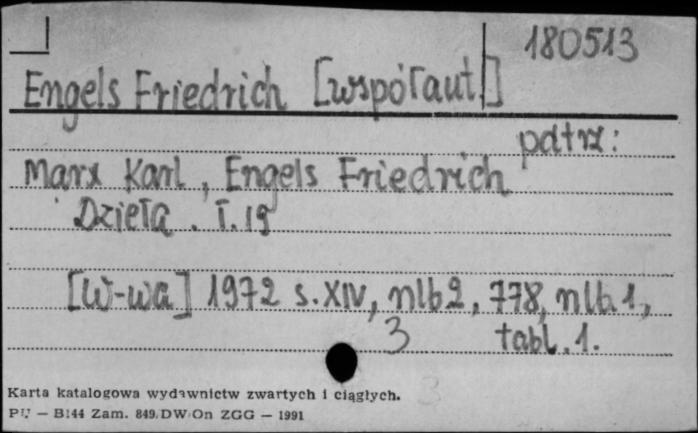 180513
Engels Friedrich [współaut.]
patrz:
Marx Karl, Engels Friedrich
Dzieła. T. 19
[W-wa] 1972 s. XIV, nlb 2, 778, nlb. 1,
3 tabl. 1.
Karta katalogowa wydawnictw zwartych i ciągłych.
PU — B144 Zam. 849. DW On ZGG — 1991
3